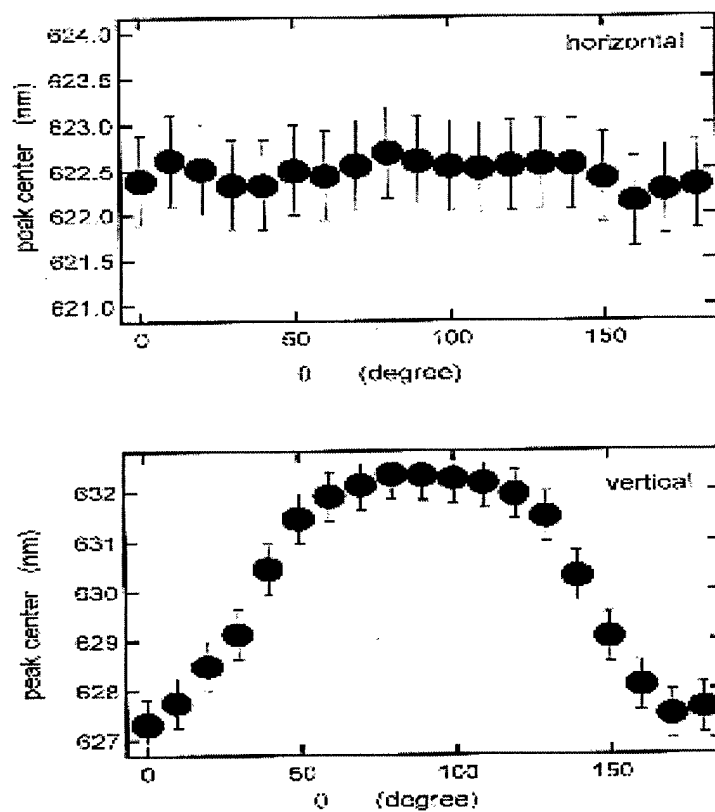 624.0
horizontal
623.5
623.0
622.5
622.0
621.5
621.0
peak center (nm)
0 50 100 150
θ (degree)
vertical
632
631
630
629
628
627
peak center (nm)
0 50 100 150
θ (degree)